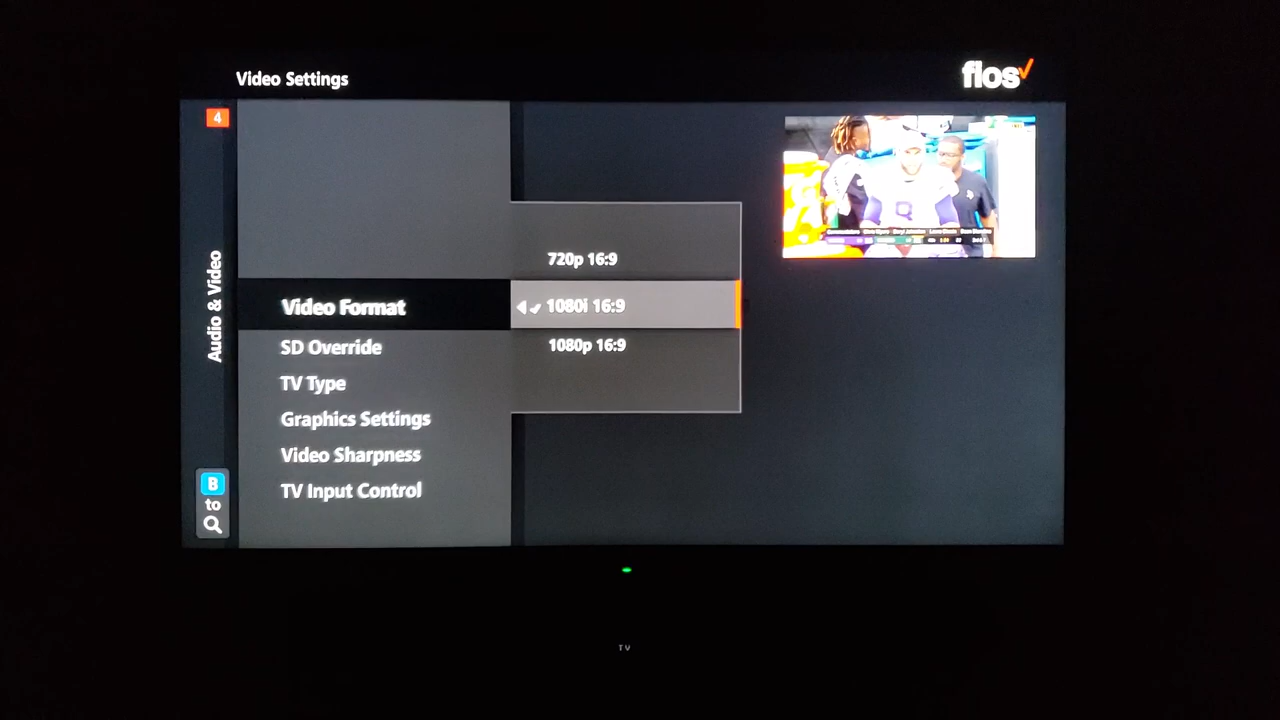 Video Settings
fios
4
Audio & Video
720p 16:9
Video Format
1080i 16:9
SD Override
1080p 16:9
TV Type
Graphics Settings
Video Sharpness
TV Input Control
B
to
TV